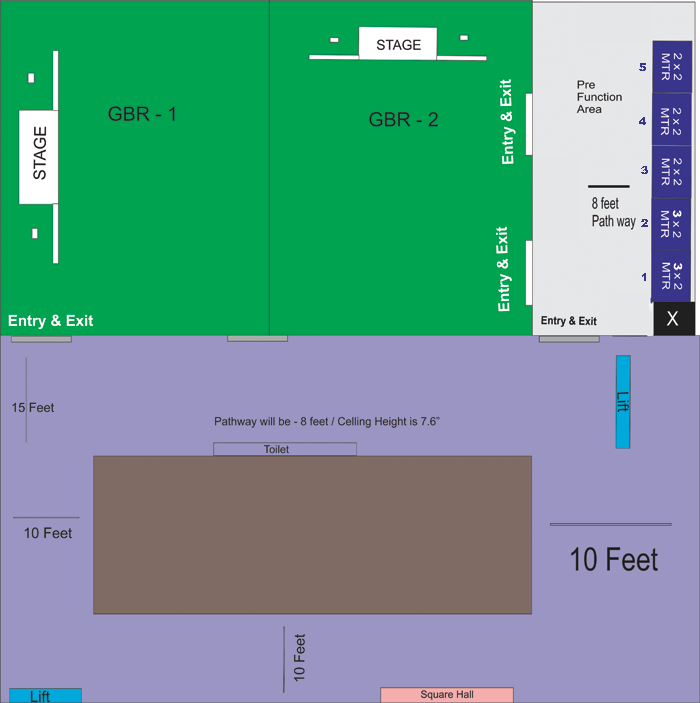 STAGE
GBR - 1
STAGE
GBR - 2
Entry & Exit
Entry & Exit
Entry & Exit
Pre
Function
Area
8 feet
Path way
Entry & Exit
5
2 x 2
MTR
4
2 x 2
MTR
3
2 x 2
MTR
2
3 x 2
MTR
1
3 x 2
MTR
X
15 Feet
Pathway will be - 8 feet / Celling Height is 7.6”
Toilet
Lift
10 Feet
10 Feet
10 Feet
Lift
Square Hall